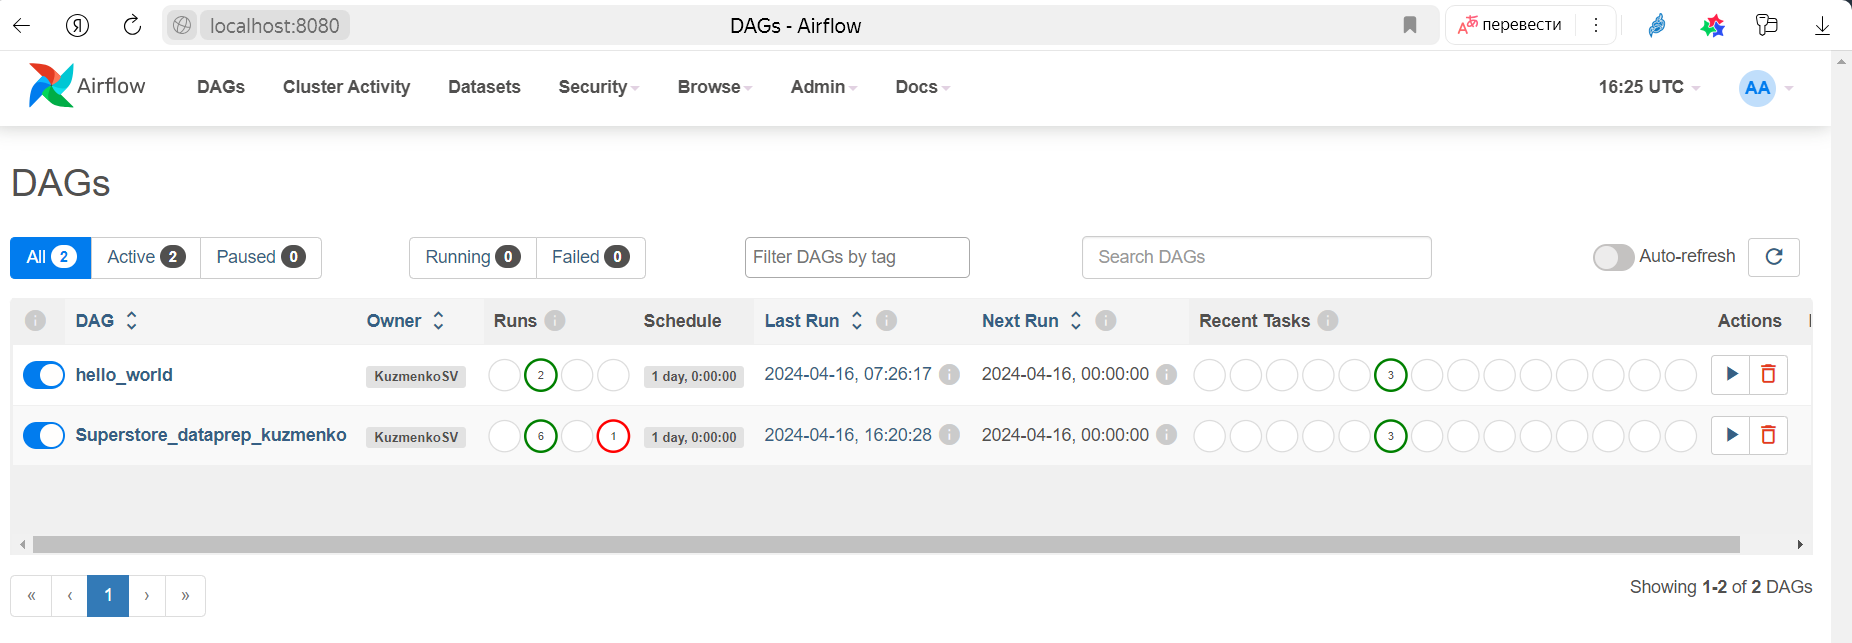 Я localhost:8080 DAGs - Airflow перевести
Airflow DAGs Cluster Activity Datasets Security Browse Admin Docs 16:25 UTC AA
DAGs
All 2 Active 2 Paused 0 Running 0 Failed 0 Filter DAGs by tag Search DAGs Auto-refresh
DAG Owner Runs Schedule Last Run Next Run Recent Tasks Actions
hello_world KuzmenkoSV 2 1 day, 0:00:00 2024-04-16, 07:26:17 2024-04-16, 00:00:00 3
Superstore_dataprep_kuzmenko KuzmenkoSV 6 1 1 day, 0:00:00 2024-04-16, 16:20:28 2024-04-16, 00:00:00 3
« ‹ 1 › »
Showing 1-2 of 2 DAGs